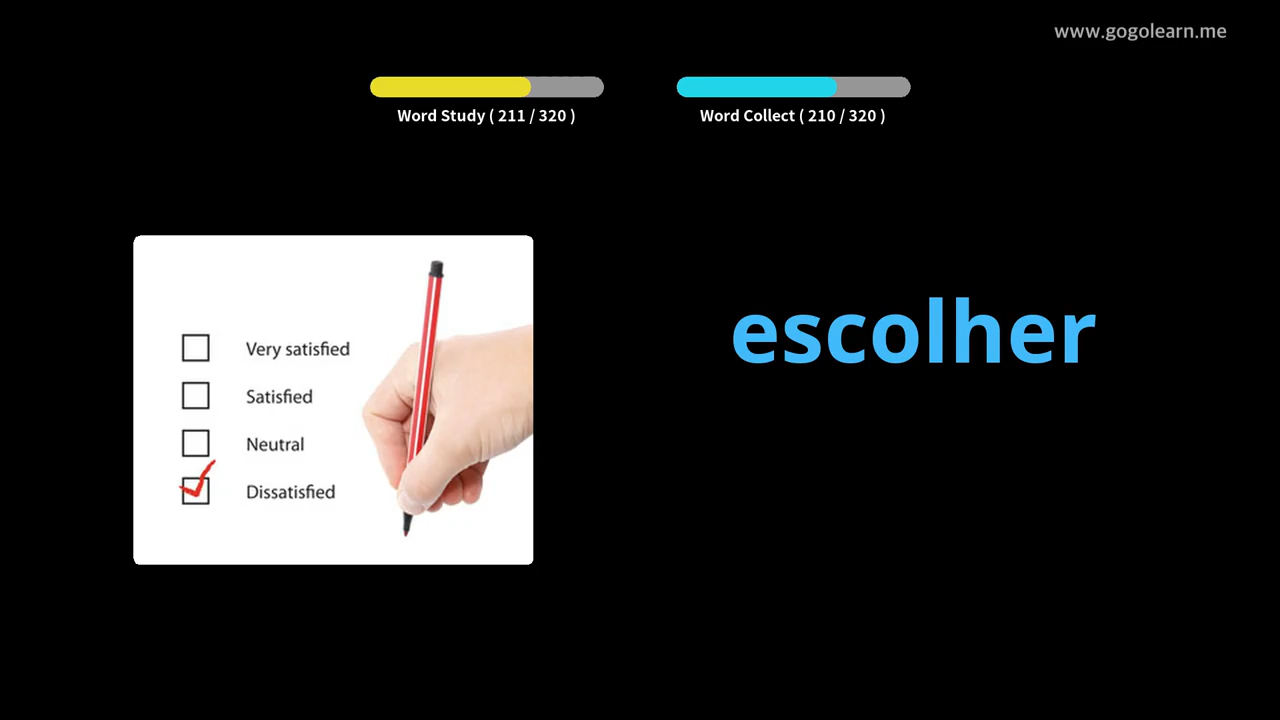 www.gogolearn.me
Word Study ( 211 / 320 )
Word Collect ( 210 / 320 )
escolher
Very satisfied
Satisfied
Neutral
Dissatisfied